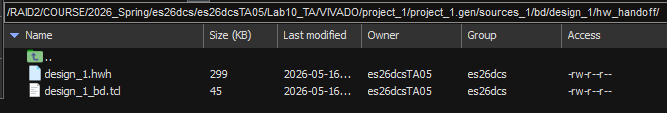 /RAID2/COURSE/2026_Spring/es26dcs/es26dcsTA05/Lab10_TA/VIVADO/project_1/project_1.gen/sources_1/bd/design_1/hw_handoff/
Name Size (KB) Last modified Owner Group Access
..
design_1.hwh 299 2026-05-16... es26dcsTA05 es26dcs -rw-r--r--
design_1_bd.tcl 45 2026-05-16... es26dcsTA05 es26dcs -rw-r--r--